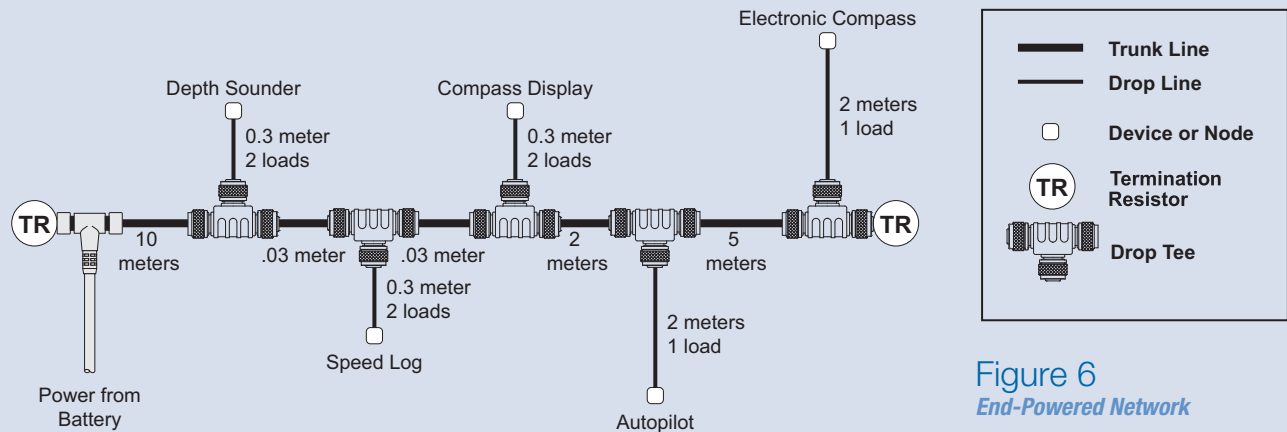 Electronic Compass
2 meters
1 load
Depth Sounder
0.3 meter
2 loads
Compass Display
0.3 meter
2 loads
TR
10
meters
.03 meter
.03 meter
2
meters
5
meters
TR
0.3 meter
2 loads
Speed Log
2 meters
1 load
Autopilot
Power from
Battery
Trunk Line
Drop Line
Device or Node
TR
Termination
Resistor
Drop Tee
Figure 6
End-Powered Network